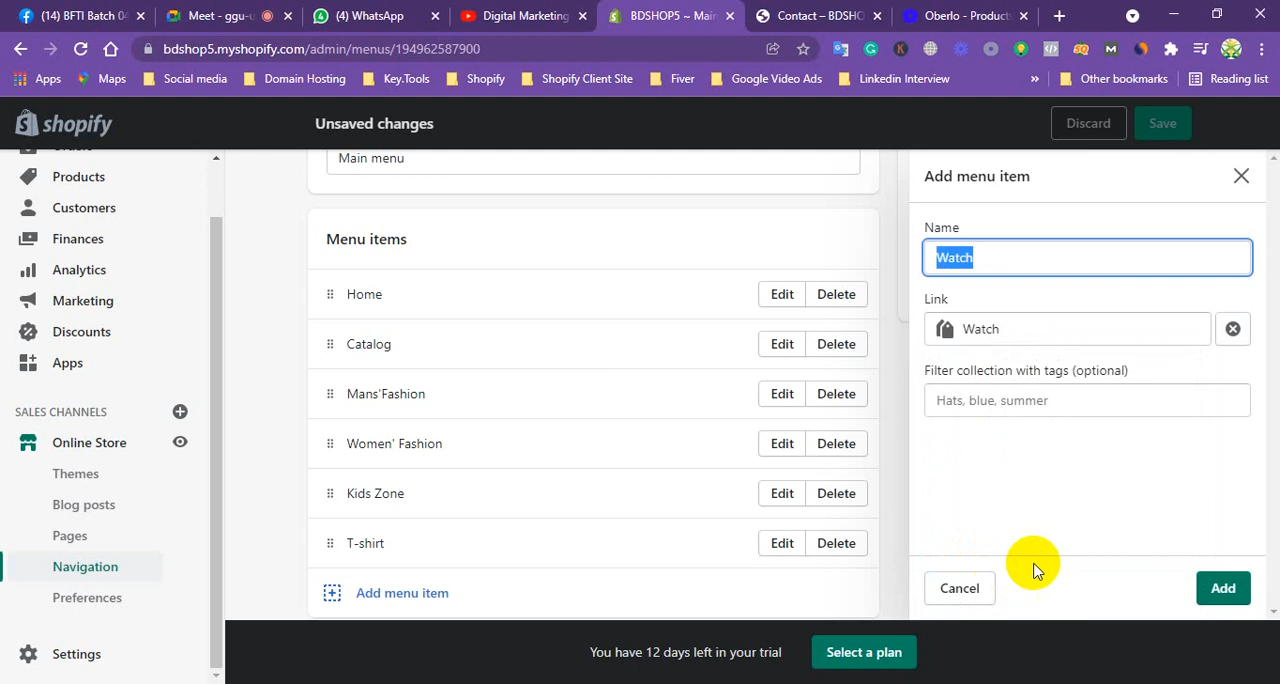 (14) BFTI Batch 04
Meet - ggu-u
(4) WhatsApp
Digital Marketing
BDSHOP5 ~ Mai
Contact – BDSHO
Oberlo - Product
bdshop5.myshopify.com/admin/menus/194962587900
Apps
Maps
Social media
Domain Hosting
Key.Tools
Shopify
Shopify Client Site
Fiver
Google Video Ads
Linkedin Interview
»
Other bookmarks
Reading list
shopify
Unsaved changes
Discard
Save
Products
Customers
Finances
Analytics
Marketing
Discounts
Apps
SALES CHANNELS
Online Store
Themes
Blog posts
Pages
Navigation
Preferences
Settings
Main menu
Menu items
Home Edit Delete
Catalog Edit Delete
Mans'Fashion Edit Delete
Women' Fashion Edit Delete
Kids Zone Edit Delete
T-shirt Edit Delete
Add menu item
Add menu item
Name
Watch
Link
Watch
Filter collection with tags (optional)
Hats, blue, summer
Cancel
Add
You have 12 days left in your trial
Select a plan